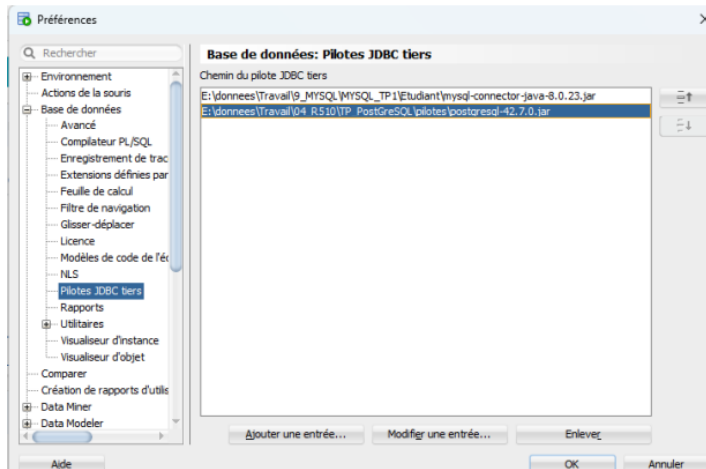 Préférences
Rechercher
Environnement
Actions de la souris
Base de données
Avancé
Compilateur PL/SQL
Enregistrement de trac
Extensions définies par
Feuille de calcul
Filtre de navigation
Glisser-déplacer
Licence
Modèles de code de l'éc
NLS
Pilotes JDBC tiers
Rapports
Utilitaires
Visualiseur d'instance
Visualiseur d'objet
Comparer
Création de rapports d'utilis
Data Miner
Data Modeler
Base de données: Pilotes JDBC tiers
Chemin du pilote JDBC tiers
E:\donnees\Travail\9_MYSQL\MYSQL_TP1\Etudiant\mysql-connector-java-8.0.23.jar
E:\donnees\Travail\04_R510\TP_PostGreSQL\pilotes\postgresql-42.7.0.jar
Ajouter une entrée...
Modifier une entrée...
Enlever
Aide
OK
Annuler